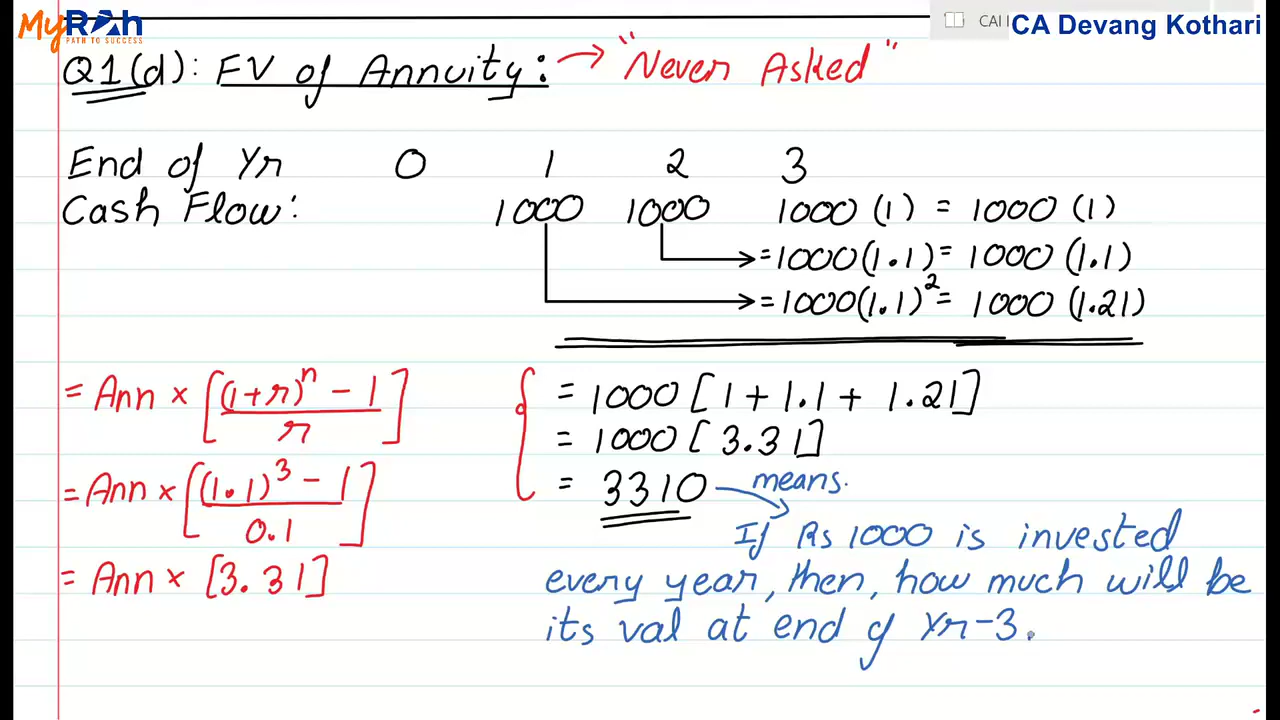 MyRAh
PATH TO SUCCESS
CAI
CA Devang Kothari
Q1(d): FV of Annuity: → "Never Asked"
End of Yr 0 1 2 3
Cash Flow: 1000 1000 1000 (1) = 1000 (1)
= 1000(1.1) = 1000 (1.1)
= 1000(1.1)² = 1000 (1.21)
= Ann × [(1+r)ⁿ - 1 / r]
= Ann × [(1.1)³ - 1 / 0.1]
= Ann × [3.31]
= 1000 [1 + 1.1 + 1.21]
= 1000 [3.31]
= 3310 means.
If Rs 1000 is invested
every year, then, how much will be
its val at end of Yr-3.